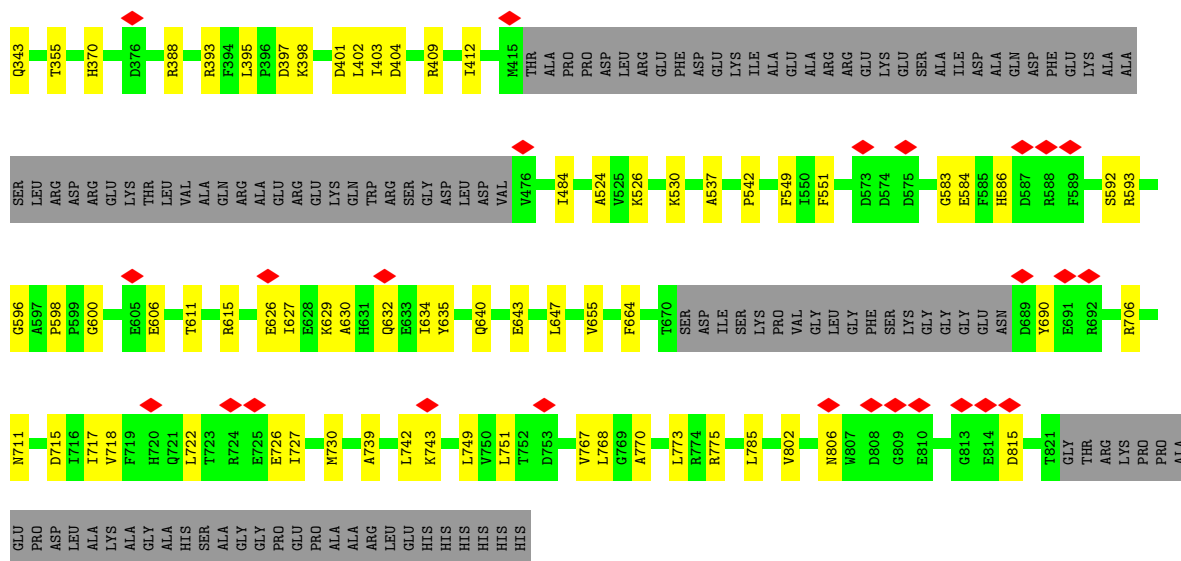 Q343 T355 H370 D376 R388 R393 F394 L395 P396 D397 K398 D401 L402 I403 D404 R409 I412 M415 THR ALA PRO PRO ASP LEU ARG GLU PHE ASP GLU LYS ILE ALA GLU ALA ARG ARG GLU LYS GLU SER ALA ILE ASP ALA GLN ASP PHE GLU LYS ALA ALA
SER LEU ARG ASP ARG GLU LYS THR LEU VAL ALA GLN ARG ALA GLU ARG GLU LYS GLN TRP ARG SER GLY ASP LEU ASP VAL V476 I484 A524 V525 K526 K530 A537 P542 F549 I550 F551 D573 D574 D575 G583 E584 F585 H586 D587 R588 F589 S592 R593
G596 A597 P598 P599 G600 E605 E606 T611 R615 E626 I627 E628 K629 A630 H631 Q632 E633 I634 Y635 Q640 E643 L647 V655 F664 T670 SER ASP ILE SER LYS PRO VAL GLY LEU GLY PHE SER LYS GLY GLY GLY GLU ASN D689 Y690 E691 R692 R706
N711 D715 I716 I717 V718 F719 H720 Q721 L722 T723 R724 E725 E726 I727 M730 A739 L742 K743 L749 V750 L751 T752 D753 V767 L768 G769 A770 L773 R774 R775 L785 V802 N806 W807 D808 G809 E810 G813 E814 D815 T821 GLY THR ARG LYS PRO PRO ALA
GLU PRO ASP LEU ALA LYS ALA GLY ALA HIS SER ALA GLY GLY PRO GLU PRO ALA ALA ARG LEU GLU HIS HIS HIS HIS HIS HIS